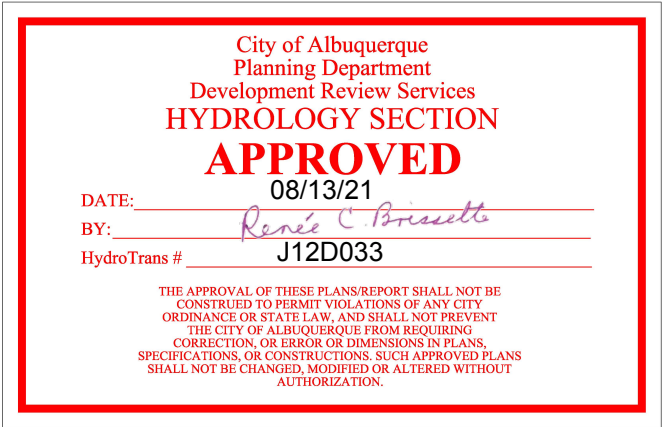 City of Albuquerque
Planning Department
Development Review Services
HYDROLOGY SECTION
APPROVED
DATE: 08/13/21
BY: Renée C. Brissette
HydroTrans # J12D033
THE APPROVAL OF THESE PLANS/REPORT SHALL NOT BE
CONSTRUED TO PERMIT VIOLATIONS OF ANY CITY
ORDINANCE OR STATE LAW, AND SHALL NOT PREVENT
THE CITY OF ALBUQUERQUE FROM REQUIRING
CORRECTION, OR ERROR OR DIMENSIONS IN PLANS,
SPECIFICATIONS, OR CONSTRUCTIONS. SUCH APPROVED PLANS
SHALL NOT BE CHANGED, MODIFIED OR ALTERED WITHOUT
AUTHORIZATION.